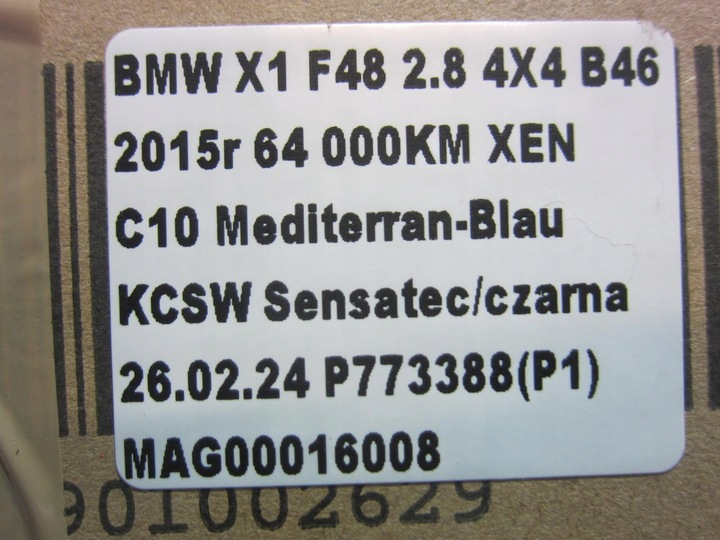 BMW X1 F48 2.8 4X4 B46
2015r 64 000KM XEN
C10 Mediterran-Blau
KCSW Sensatec/czarna
26.02.24 P773388(P1)
MAG00016008
901002629